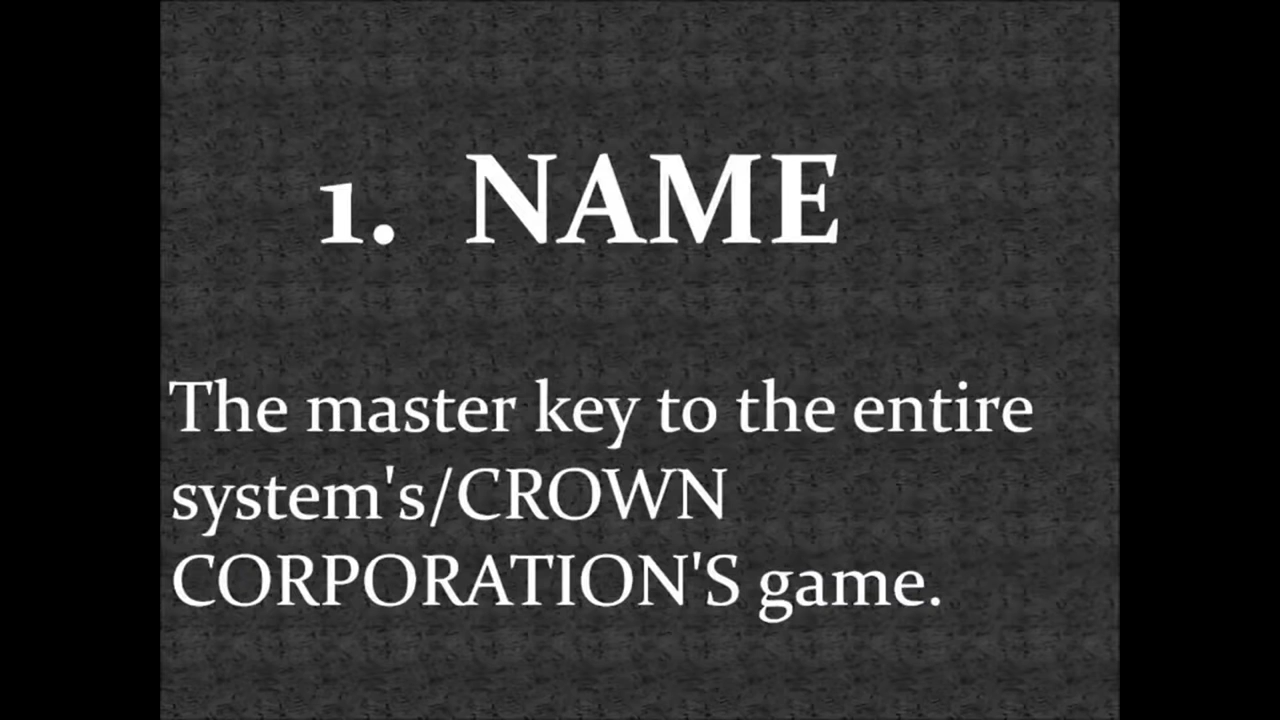 1. NAME
The master key to the entire
system's/CROWN
CORPORATION'S game.